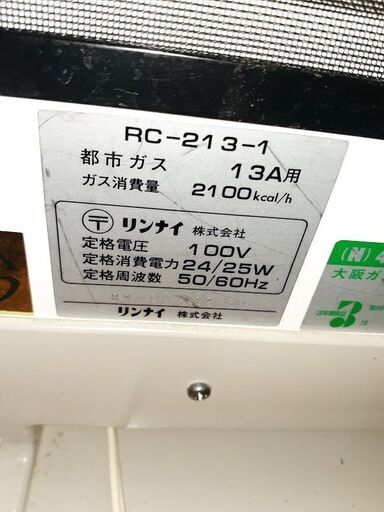 RC-213-1
都市ガス 13A用
ガス消費量 2100kcal/h
〒 リンナイ 株式会社
定格電圧 100V
定格消費電力 24/25W
定格周波数 50/60Hz
リンナイ 株式会社
(N) 4
大阪ガ
3